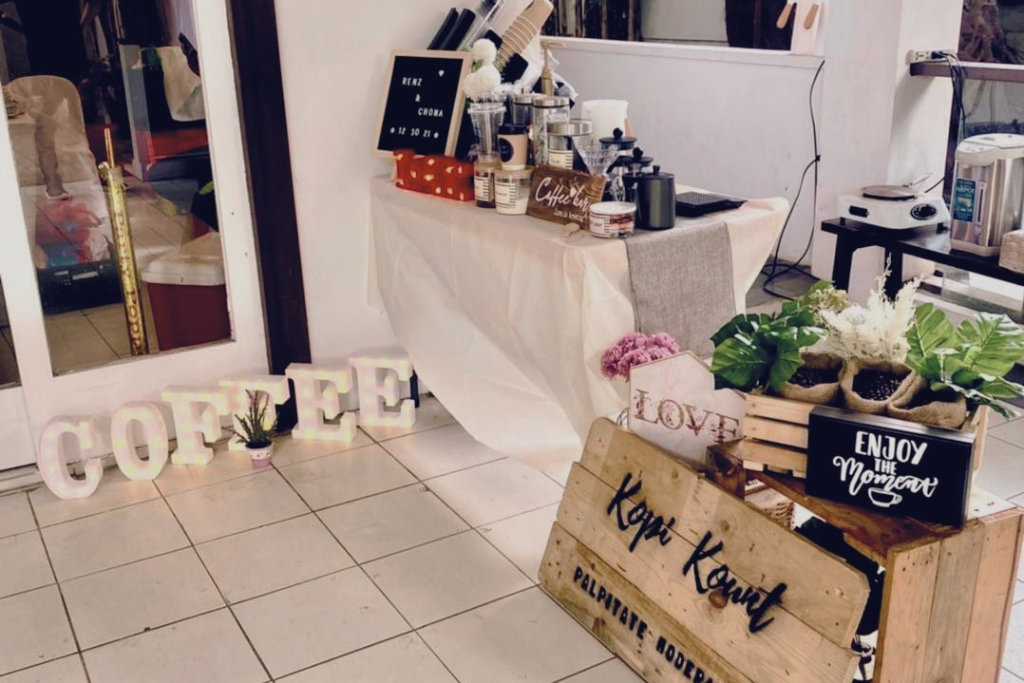 RENZ
&
CHONA
12 30 21
Coffee bar
COFFEE
LOVE
ENJOY
THE
Moment
Kopi Kount
PALPITATE MODERA